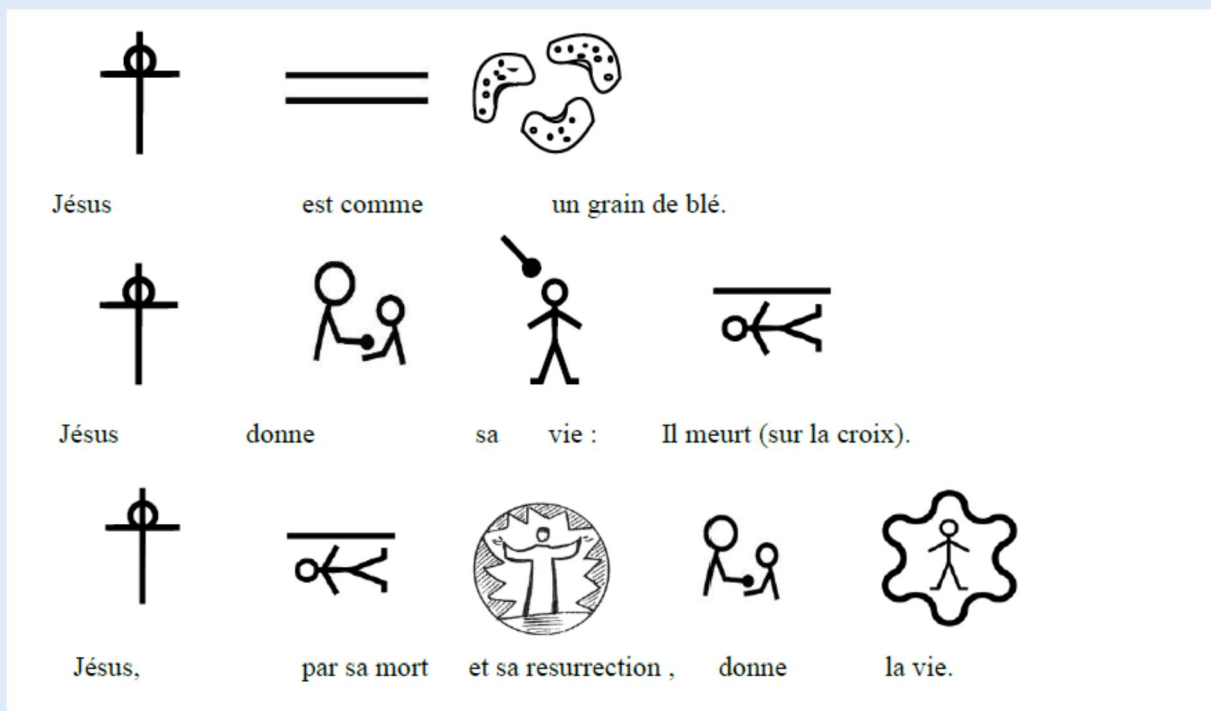 Jésus est comme un grain de blé.
Jésus donne sa vie : Il meurt (sur la croix).
Jésus, par sa mort et sa resurrection , donne la vie.